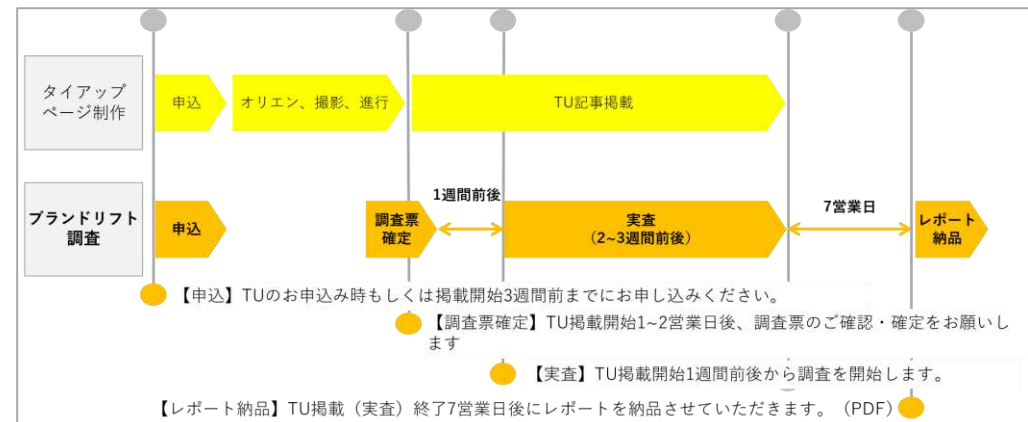 タイアップ
ページ制作
申込
オリエン、撮影、進行
TU記事掲載
ブランドリフト
調査
申込
調査票
確定
1週間前後
実査
（2~3週間前後）
7営業日
レポート
納品
【申込】TUのお申込み時もしくは掲載開始3週間前までにお申し込みください。
【調査票確定】TU掲載開始1~2営業日後、調査票のご確認・確定をお願いし
ます
【実査】TU掲載開始1週間前後から調査を開始します。
【レポート納品】TU掲載（実査）終了7営業日後にレポートを納品させていただきます。（PDF）